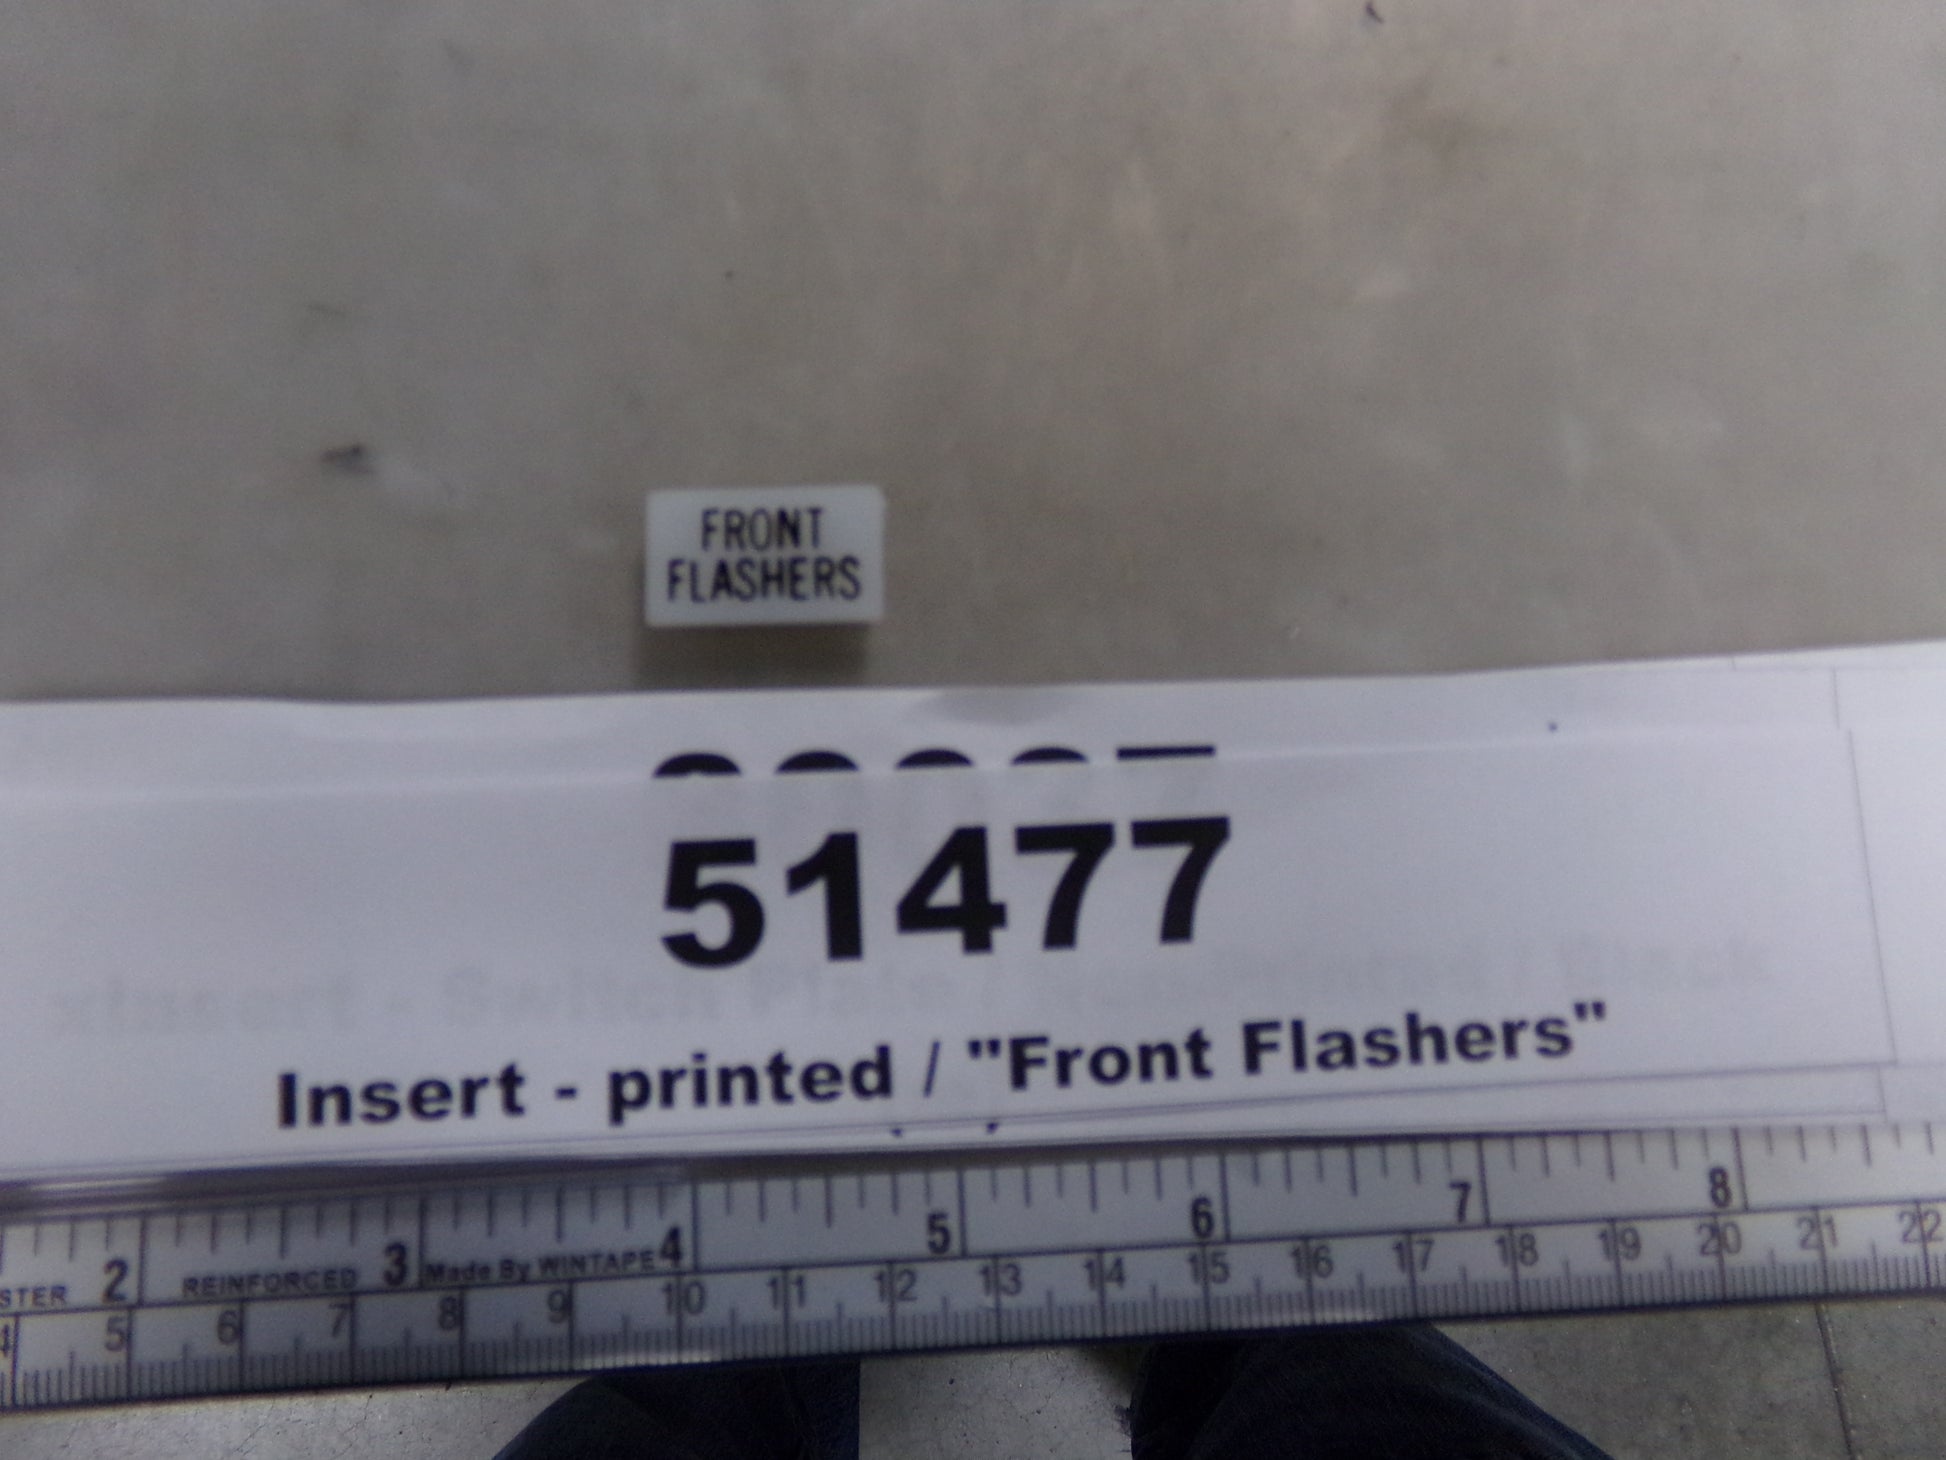 FRONT
FLASHERS
51477
Insert - printed / "Front Flashers"
2 3 4 5 6 7 8
STER REINFORCED Made By WINTAPE
4 5 6 7 8 9 10 11 12 13 14 15 16 17 18 19 20 21 22